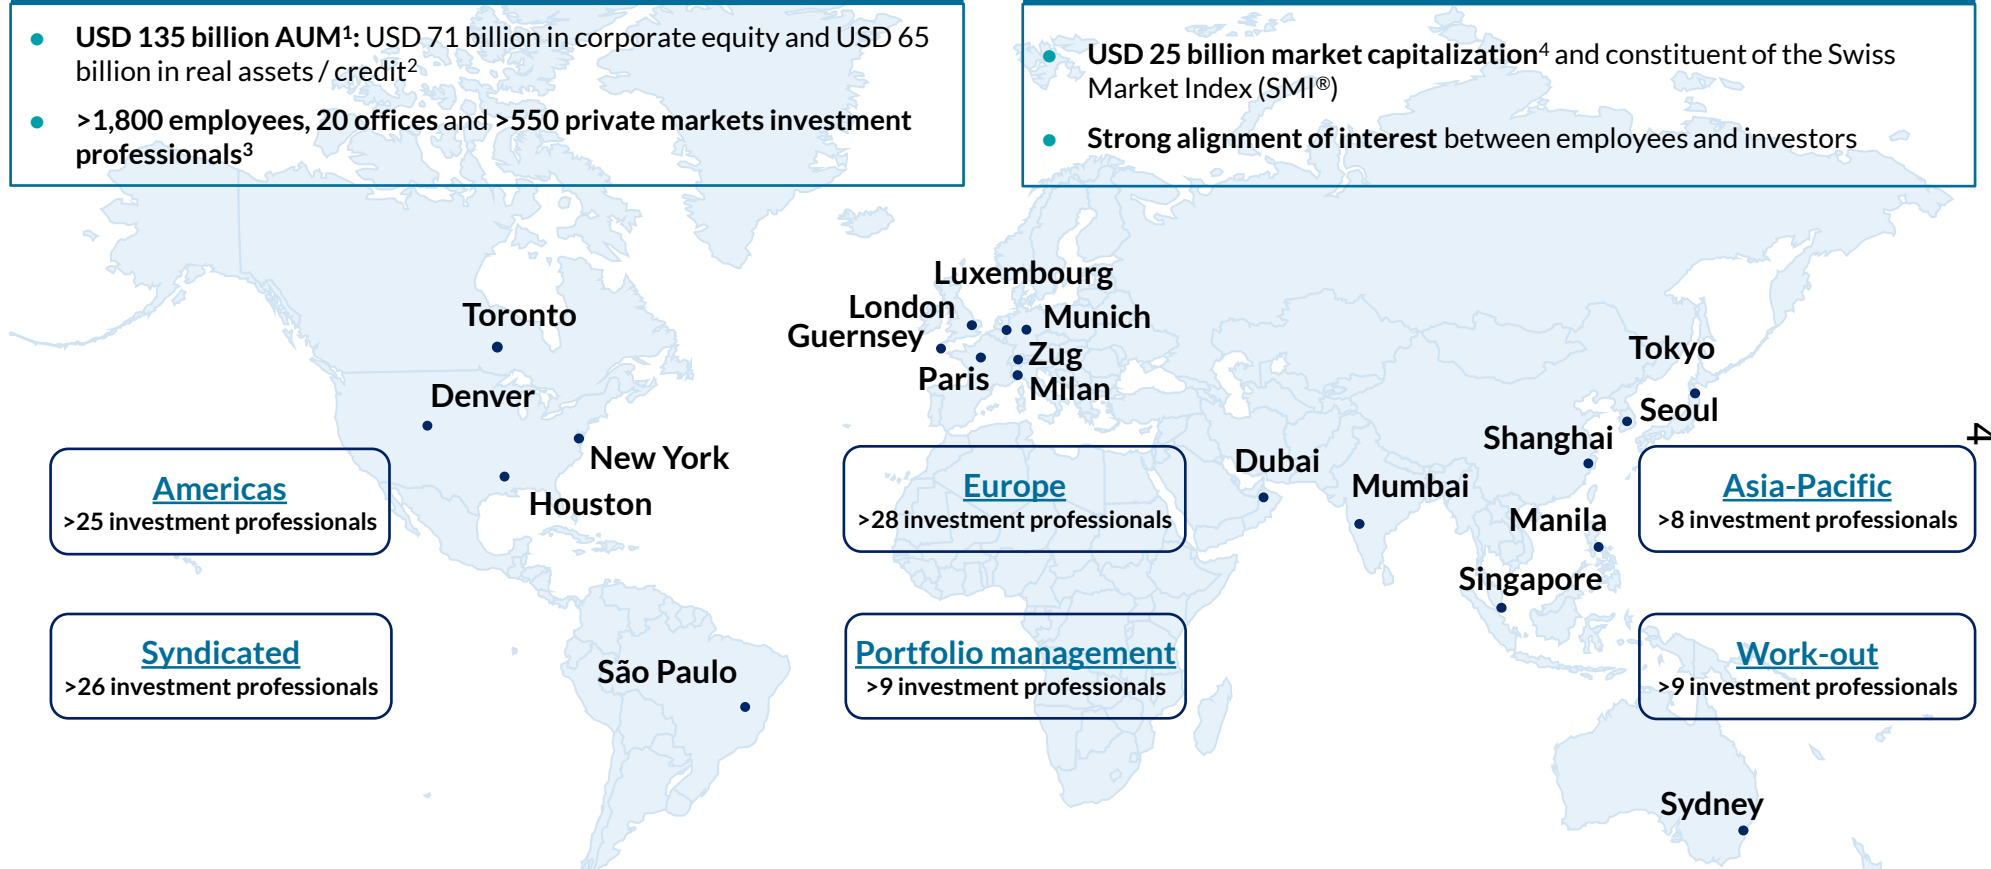 USD 135 billion AUM¹: USD 71 billion in corporate equity and USD 65
billion in real assets / credit²
>1,800 employees, 20 offices and >550 private markets investment
professionals³
USD 25 billion market capitalization⁴ and constituent of the Swiss
Market Index (SMI®)
Strong alignment of interest between employees and investors
Luxembourg
London
Munich
Guernsey
Zug
Paris
Milan
Toronto
Denver
New York
Houston
Tokyo
Seoul
Shanghai
Dubai
Mumbai
Manila
Singapore
São Paulo
Sydney
4
Americas
>25 investment professionals
Europe
>28 investment professionals
Asia-Pacific
>8 investment professionals
Syndicated
>26 investment professionals
Portfolio management
>9 investment professionals
Work-out
>9 investment professionals